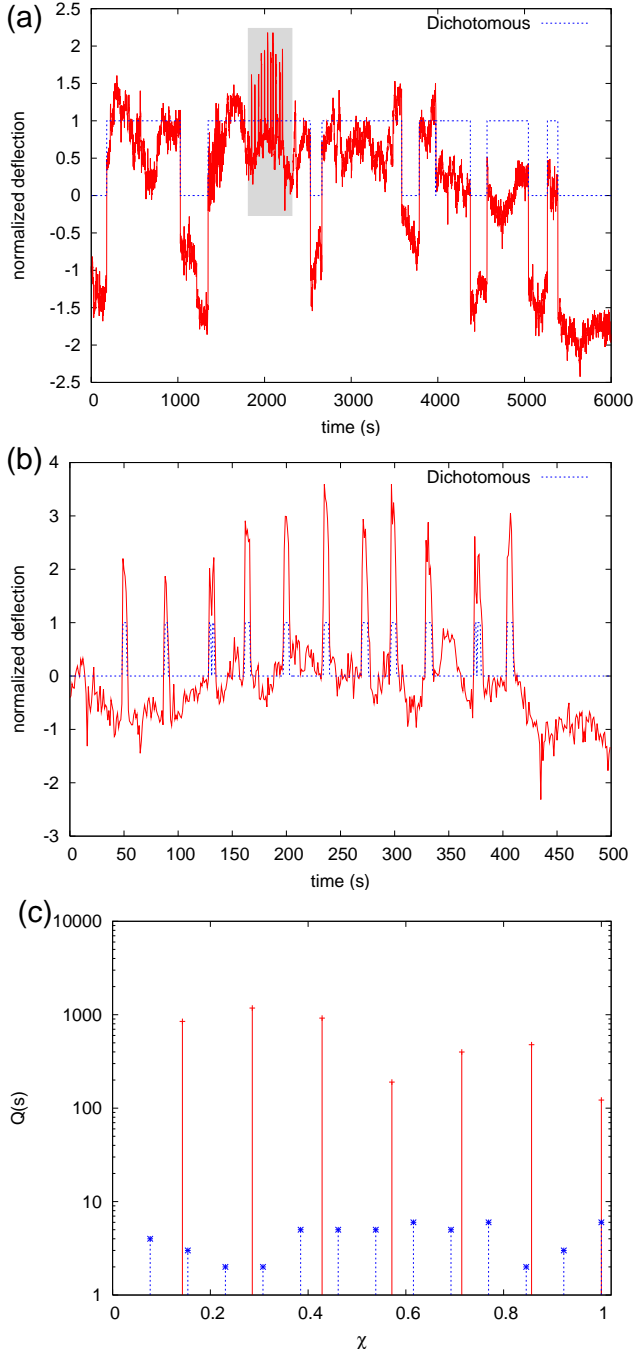 (a)
Dichotomous
normalized deflection
2.5
2
1.5
1
0.5
0
-0.5
-1
-1.5
-2
-2.5
0 1000 2000 3000 4000 5000 6000
time (s)
(b)
Dichotomous
normalized deflection
4
3
2
1
0
-1
-2
-3
0 50 100 150 200 250 300 350 400 450 500
time (s)
(c)
Q(s)
10000
1000
100
10
1
0 0.2 0.4 0.6 0.8 1
χ